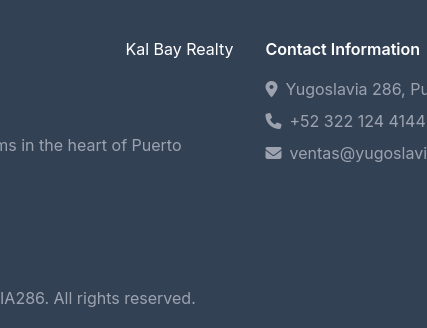 Kal Bay Realty
ms in the heart of Puerto
IA286. All rights reserved.
Contact Information
Yugoslavia 286, Pu
+52 322 124 4144
ventas@yugoslavi